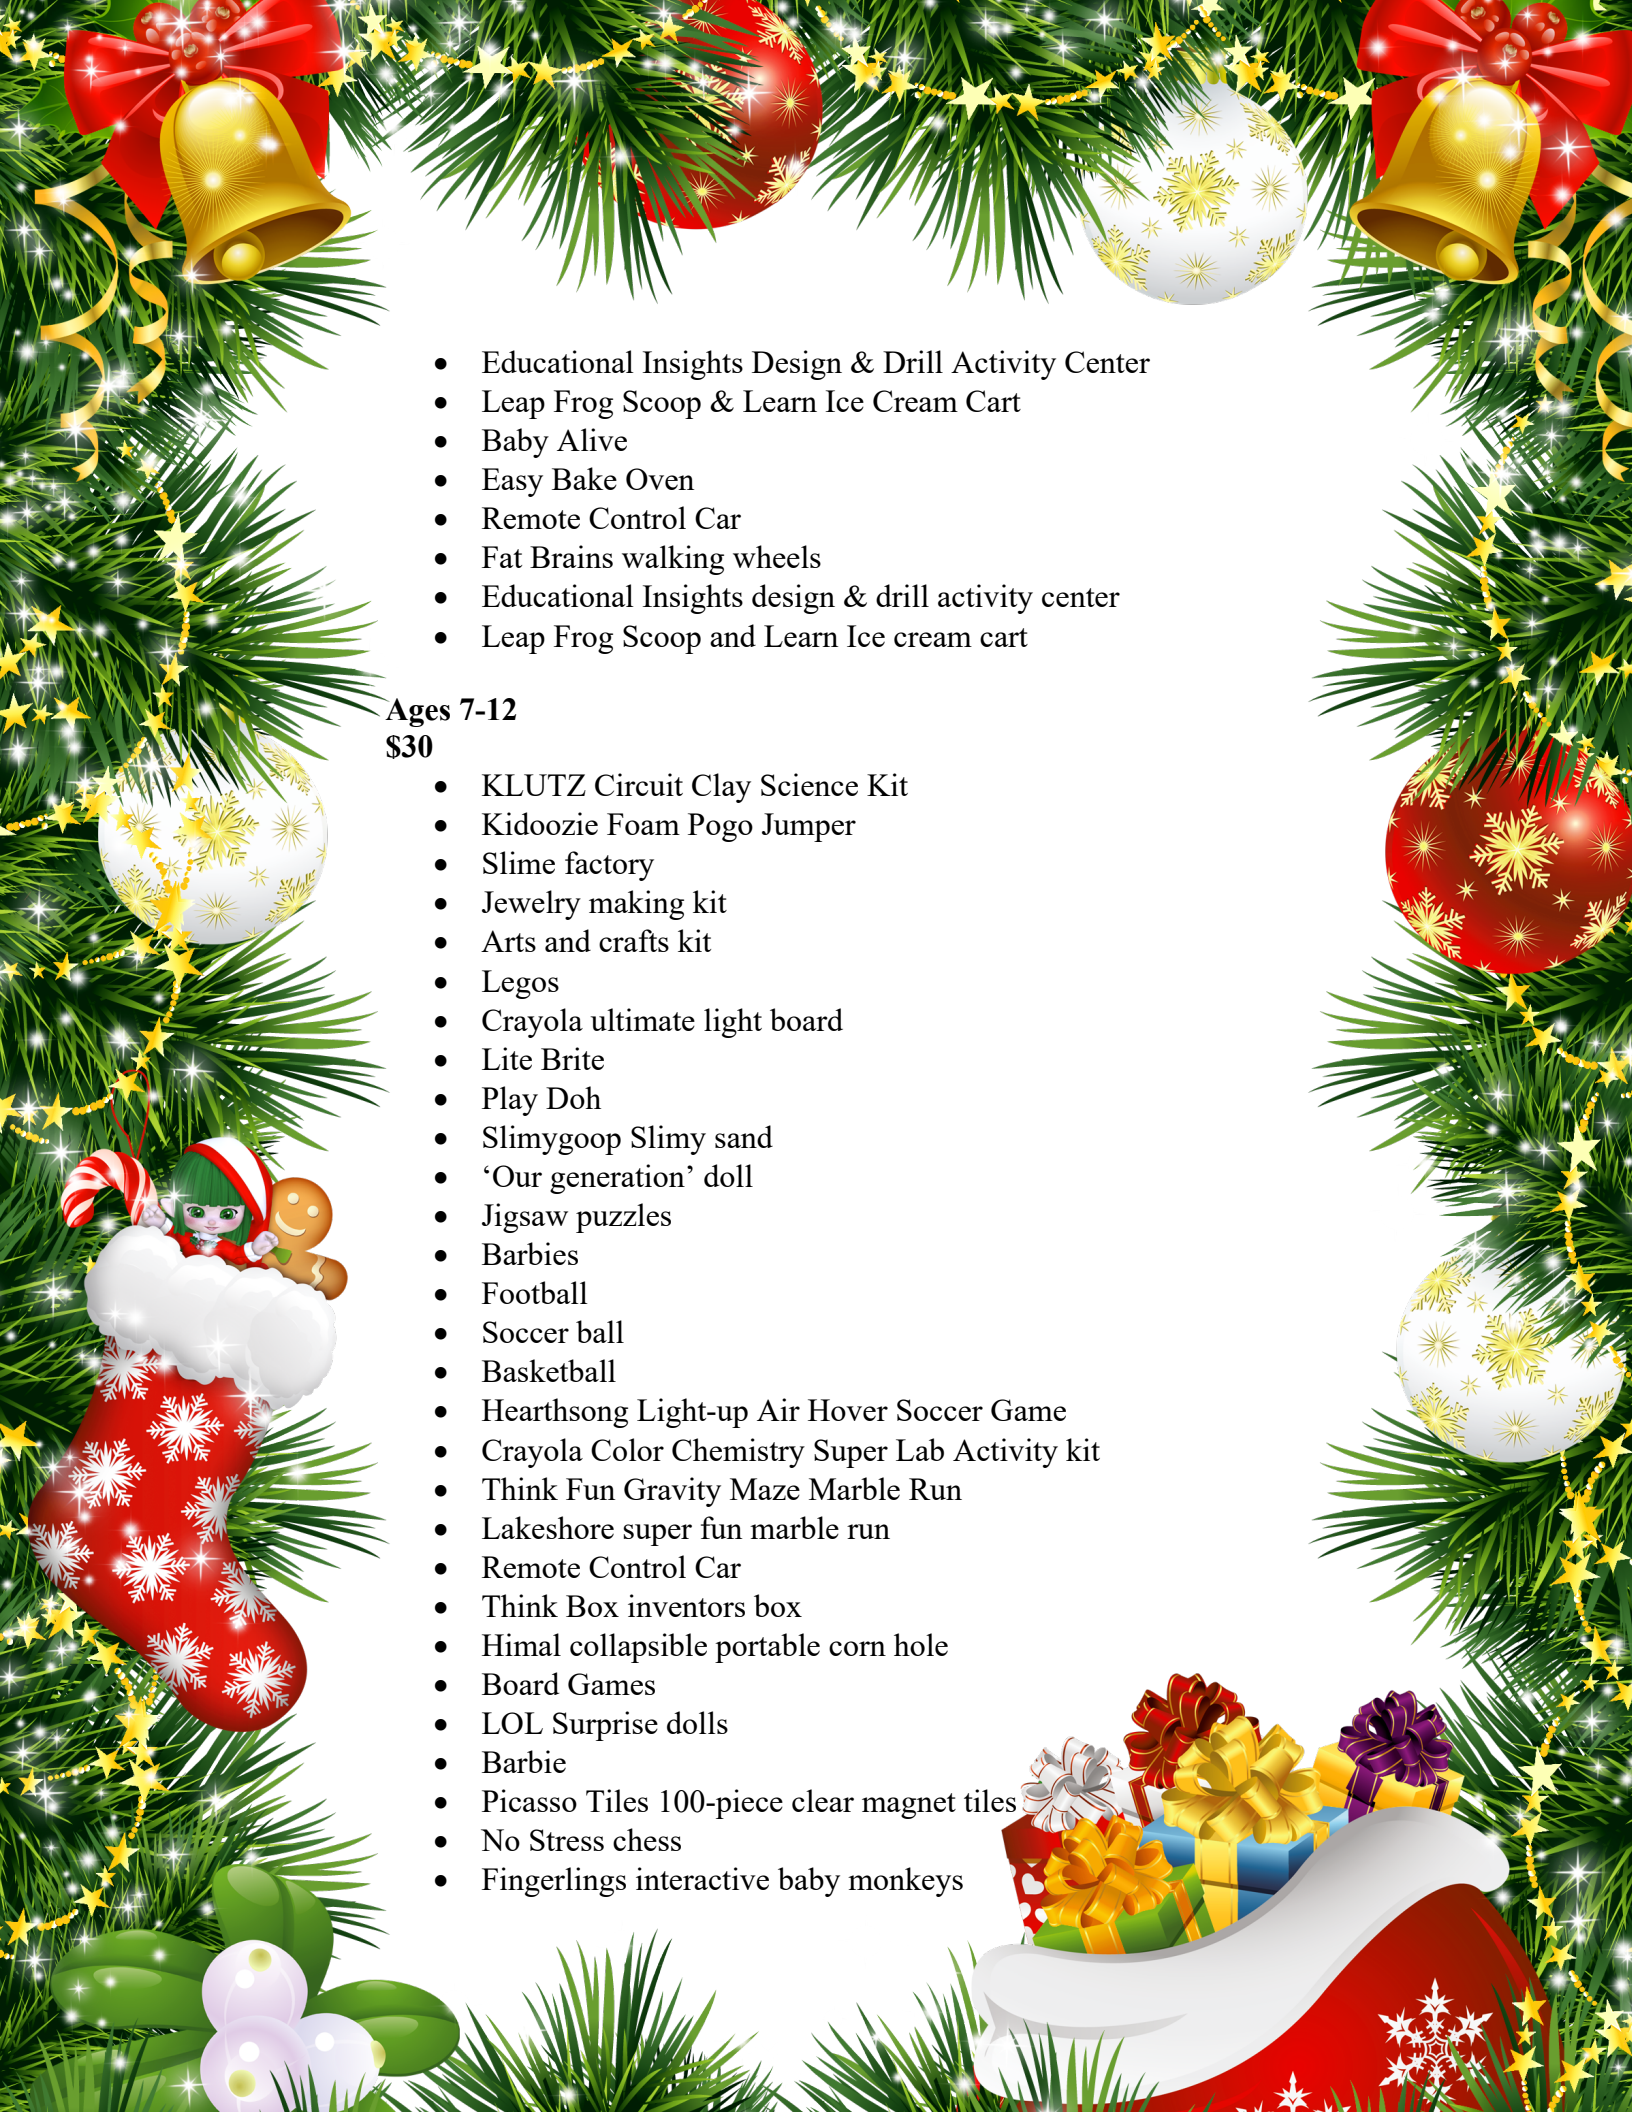 • Educational Insights Design & Drill Activity Center
• Leap Frog Scoop & Learn Ice Cream Cart
• Baby Alive
• Easy Bake Oven
• Remote Control Car
• Fat Brains walking wheels
• Educational Insights design & drill activity center
• Leap Frog Scoop and Learn Ice cream cart
Ages 7-12
$30
• KLUTZ Circuit Clay Science Kit
• Kidoozie Foam Pogo Jumper
• Slime factory
• Jewelry making kit
• Arts and crafts kit
• Legos
• Crayola ultimate light board
• Lite Brite
• Play Doh
• Slimygoop Slimy sand
• ‘Our generation’ doll
• Jigsaw puzzles
• Barbies
• Football
• Soccer ball
• Basketball
• Hearthsong Light-up Air Hover Soccer Game
• Crayola Color Chemistry Super Lab Activity kit
• Think Fun Gravity Maze Marble Run
• Lakeshore super fun marble run
• Remote Control Car
• Think Box inventors box
• Himal collapsible portable corn hole
• Board Games
• LOL Surprise dolls
• Barbie
• Picasso Tiles 100-piece clear magnet tiles
• No Stress chess
• Fingerlings interactive baby monkeys